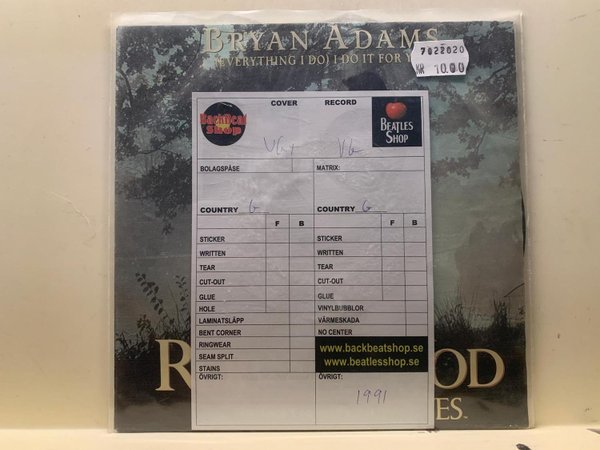 BRYAN ADAMS
(EVERYTHING I DO) I DO IT FOR Y
7022020
KR 10.00
COVER RECORD
BackBeat Shop
BEATLES SHOP
VG+ VG
BOLAGSPÅSE MATRIX:
COUNTRY G COUNTRY G
F B F B
STICKER STICKER
WRITTEN WRITTEN
TEAR TEAR
CUT-OUT CUT-OUT
GLUE GLUE
HOLE VINYLBUBBLOR
LAMINATSLÄPP VÄRMESKADA
BENT CORNER NO CENTER
RINGWEAR
SEAM SPLIT
STAINS
www.backbeatshop.se
www.beatlesshop.se
ÖVRIGT: ÖVRIGT:
1991
R OD
ES